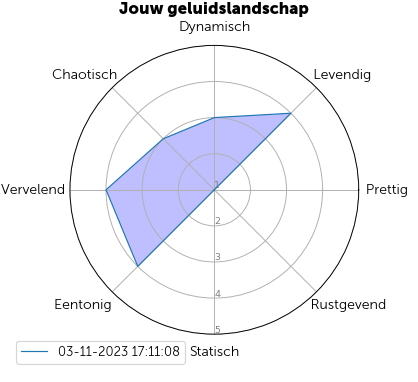 Jouw geluidslandschap
Dynamisch
Chaotisch
Levendig
Vervelend
Prettig
1
2
3
4
5
Eentonig
Rustgevend
Statisch
03-11-2023 17:11:08